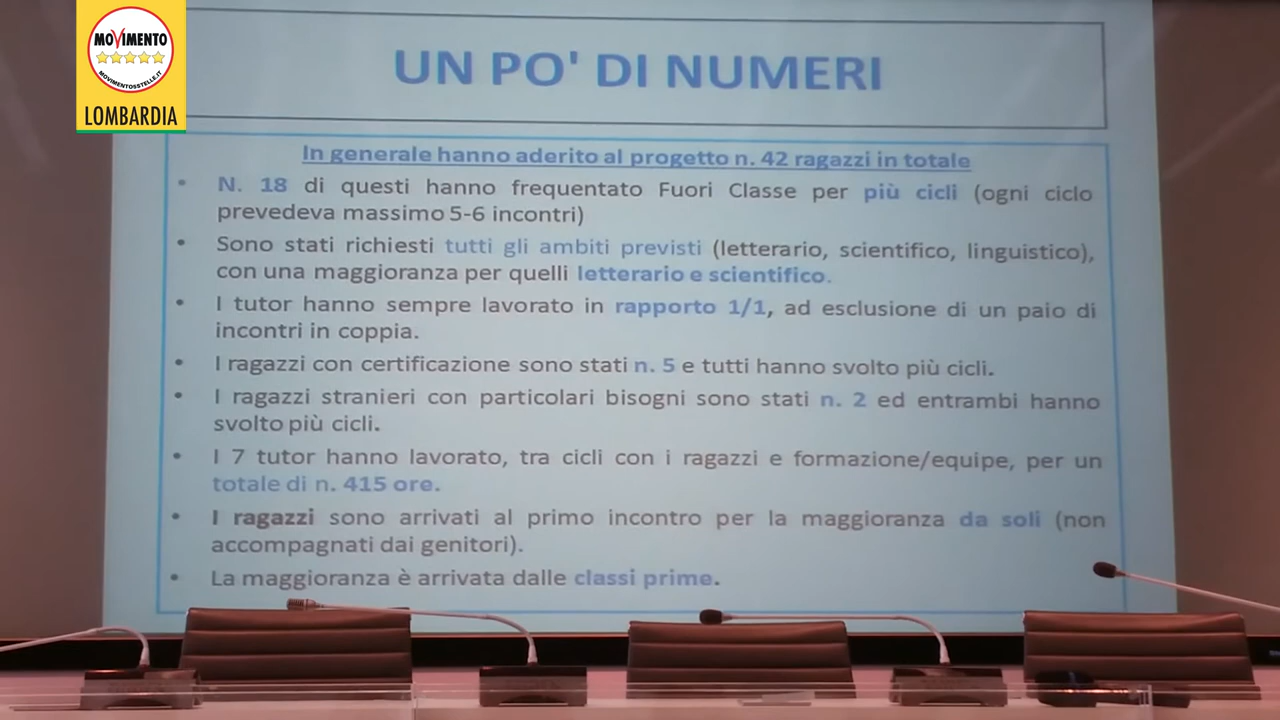 MOVIMENTO
MOVIMENTO5STELLE.IT
LOMBARDIA
UN PO' DI NUMERI
In generale hanno aderito al progetto n. 42 ragazzi in totale
• N. 18 di questi hanno frequentato Fuori Classe per più cicli (ogni ciclo
prevedeva massimo 5-6 incontri)
• Sono stati richiesti tutti gli ambiti previsti (letterario, scientifico, linguistico),
con una maggioranza per quelli letterario e scientifico.
• I tutor hanno sempre lavorato in rapporto 1/1, ad esclusione di un paio di
incontri in coppia.
• I ragazzi con certificazione sono stati n. 5 e tutti hanno svolto più cicli.
• I ragazzi stranieri con particolari bisogni sono stati n. 2 ed entrambi hanno
svolto più cicli.
• I 7 tutor hanno lavorato, tra cicli con i ragazzi e formazione/equipe, per un
totale di n. 415 ore.
• I ragazzi sono arrivati al primo incontro per la maggioranza da soli (non
accompagnati dai genitori).
• La maggioranza è arrivata dalle classi prime.